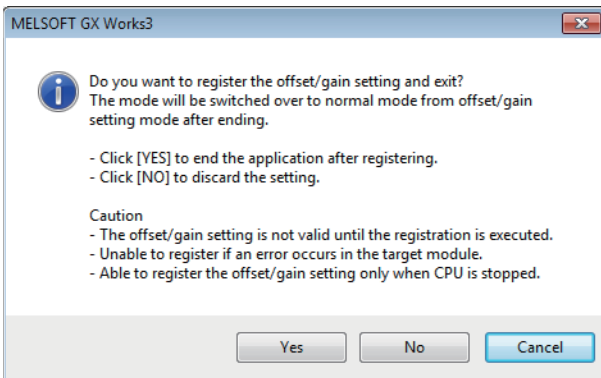 MELSOFT GX Works3
Do you want to register the offset/gain setting and exit?
The mode will be switched over to normal mode from offset/gain
setting mode after ending.
- Click [YES] to end the application after registering.
- Click [NO] to discard the setting.
Caution
- The offset/gain setting is not valid until the registration is executed.
- Unable to register if an error occurs in the target module.
- Able to register the offset/gain setting only when CPU is stopped.
Yes
No
Cancel